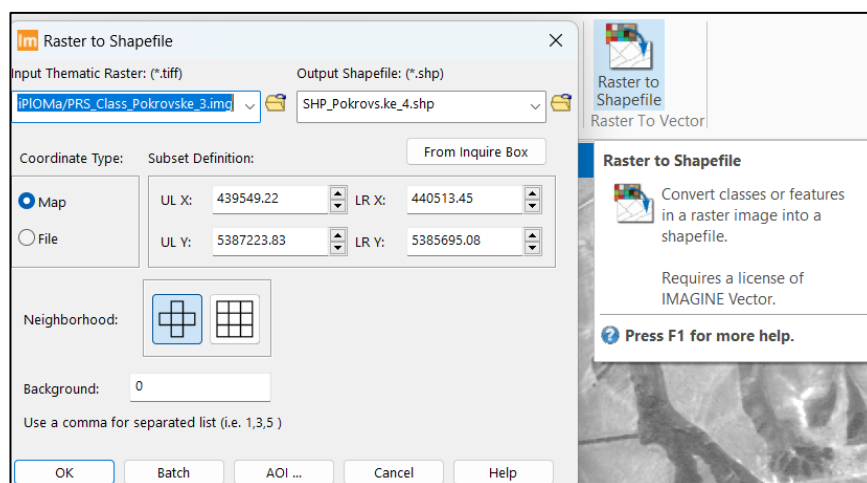 Im Raster to Shapefile
Input Thematic Raster: (*.tiff)
Output Shapefile: (*.shp)
iPlOMa/PRS_Class_Pokrovske_3.img
SHP_Pokrovs.ke_4.shp
Coordinate Type:
Subset Definition:
From Inquire Box
Map
File
UL X: 439549.22 LR X: 440513.45
UL Y: 5387223.83 LR Y: 5385695.08
Neighborhood:
Background: 0
Use a comma for separated list (i.e. 1,3,5 )
OK Batch AOI ... Cancel Help
Raster to
Shapefile
Raster To Vector
Raster to Shapefile
Convert classes or features
in a raster image into a
shapefile.
Requires a license of
IMAGINE Vector.
Press F1 for more help.